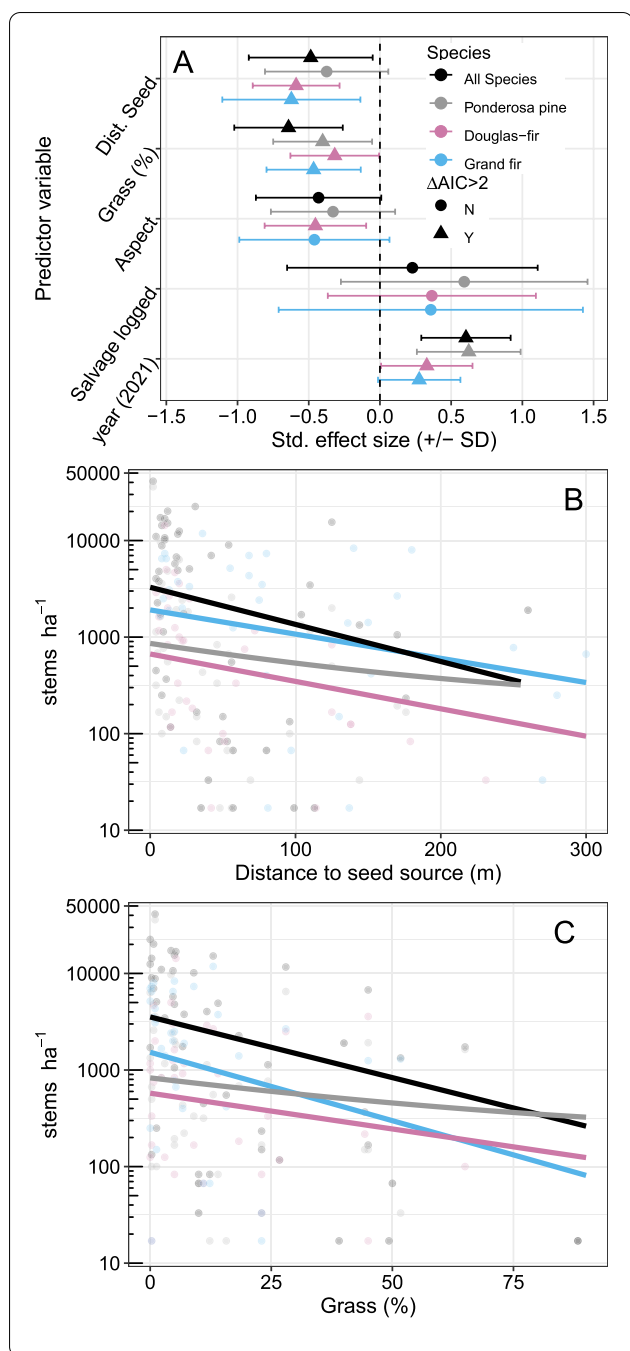 A
Species
All Species
Ponderosa pine
Douglas−fir
Grand fir
ΔAIC>2
N
Y
Predictor variable
Dist. Seed
Grass (%)
Aspect
Salvage logged
year (2021)
−1.5 −1.0 −0.5 0.0 0.5 1.0 1.5
Std. effect size (+/− SD)
B
stems ha⁻¹
50000
10000
1000
100
10
0 100 200 300
Distance to seed source (m)
C
stems ha⁻¹
50000
10000
1000
100
10
0 25 50 75
Grass (%)